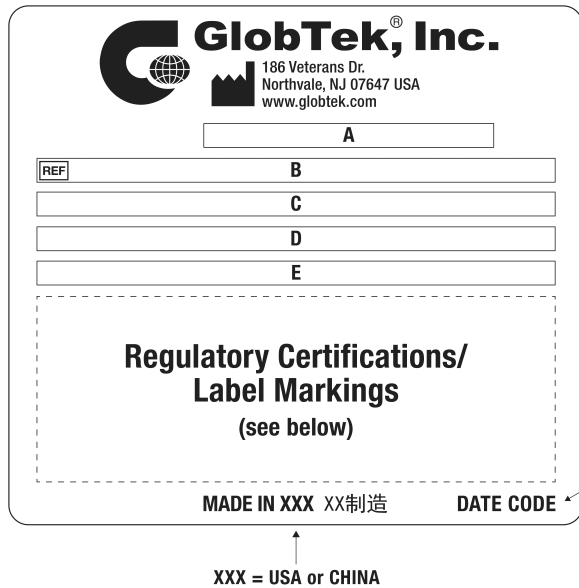 GlobTek,® Inc.
186 Veterans Dr.
Northvale, NJ 07647 USA
www.globtek.com
A
REF B
C
D
E
Regulatory Certifications/
Label Markings
(see below)
MADE IN XXX XX制造 DATE CODE
XXX = USA or CHINA